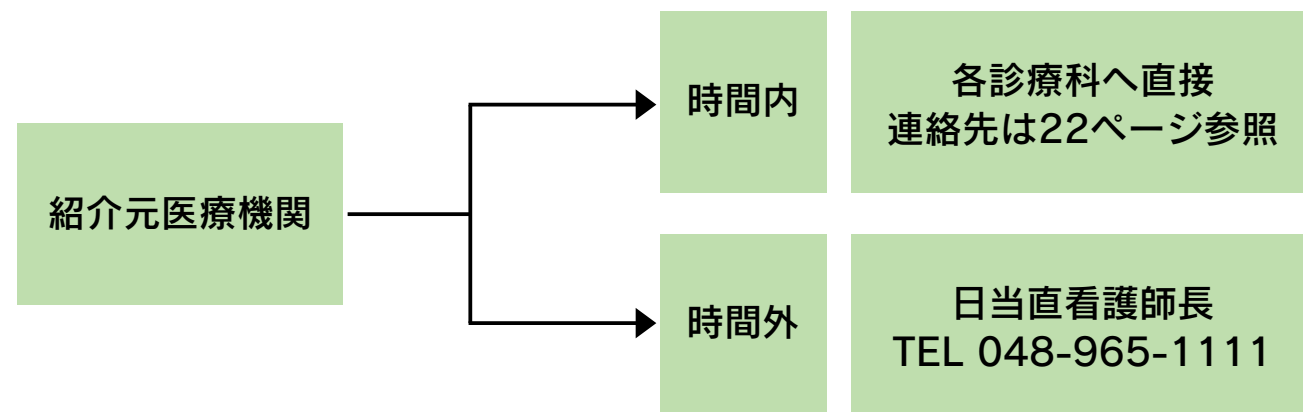 紹介元医療機関
時間内
各診療科へ直接
連絡先は22ページ参照
時間外
日当直看護師長
TEL 048-965-1111